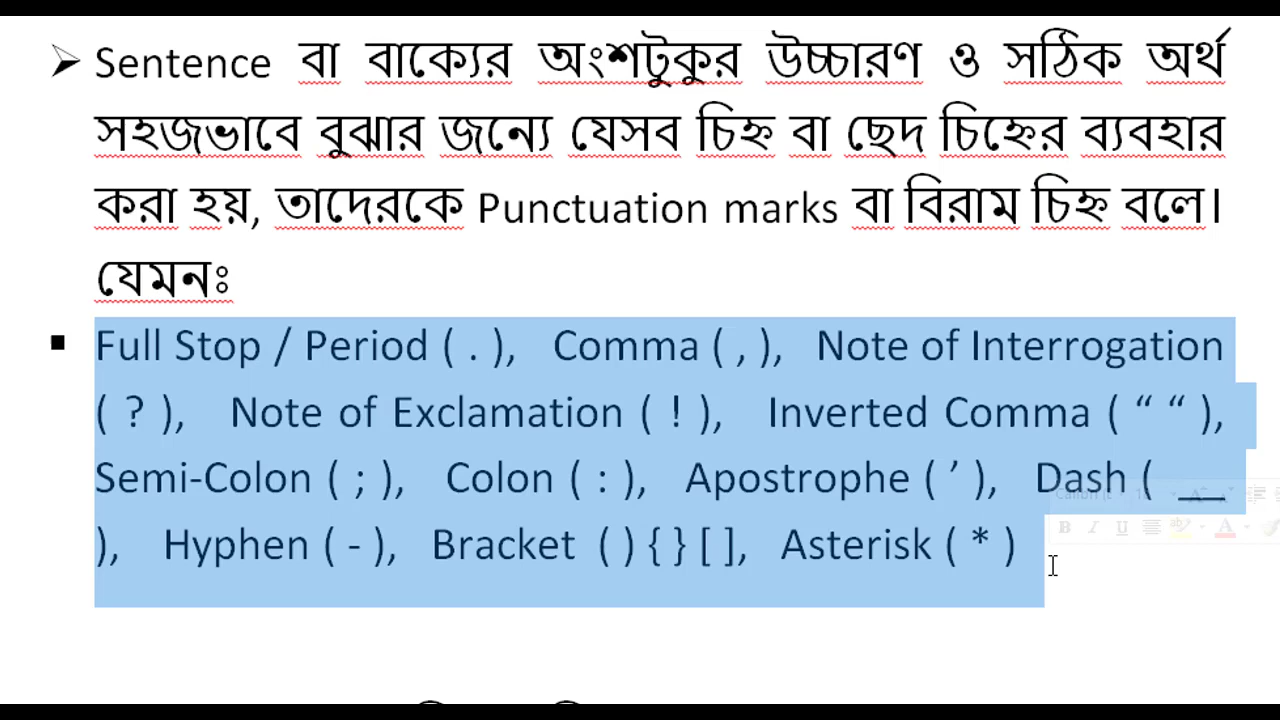 ➢ Sentence বা বাক্যের অংশটুকুর উচ্চারণ ও সঠিক অর্থ
সহজভাবে বুঝার জন্যে যেসব চিহ্ন বা ছেদ চিহ্নের ব্যবহার
করা হয়, তাদেরকে Punctuation marks বা বিরাম চিহ্ন বলে।
যেমনঃ
▪ Full Stop / Period ( . ), Comma ( , ), Note of Interrogation
( ? ), Note of Exclamation ( ! ), Inverted Comma ( “ “ ),
Semi-Colon ( ; ), Colon ( : ), Apostrophe ( ’ ), Dash ( __
), Hyphen ( - ), Bracket ( ) { } [ ], Asterisk ( * )